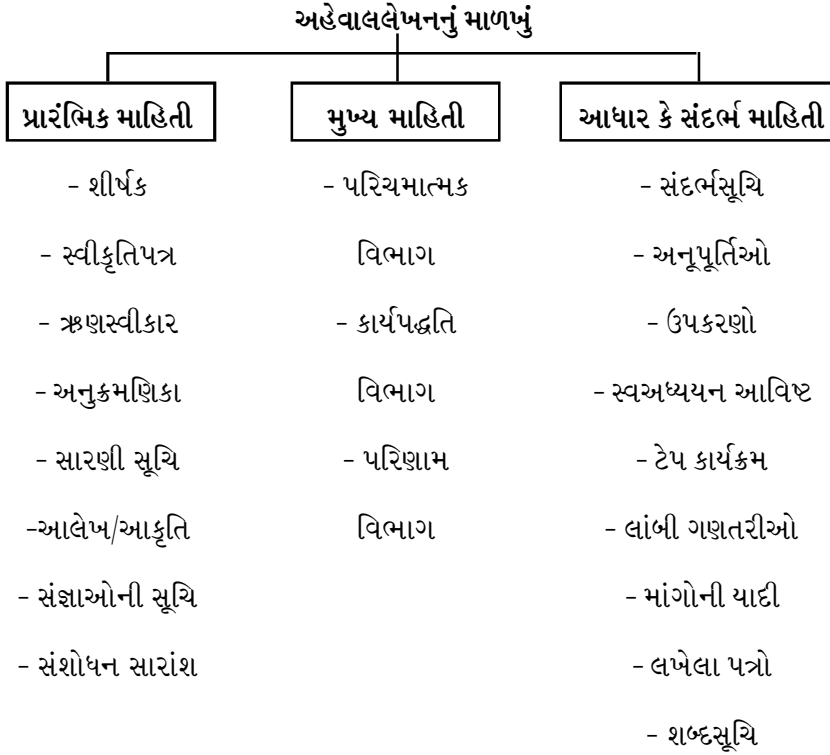 અહેવાલલેખનનું માળખું
પ્રારંભિક માહિતી
- શીર્ષક
- સ્વીકૃતિપત્ર
- ઋણસ્વીકાર
- અનુક્રમણિકા
- સારણી સૂચિ
-આલેખ/આકૃતિ
- સંજ્ઞાઓની સૂચિ
- સંશોધન સારાંશ
મુખ્ય માહિતી
- પરિચમાત્મક
વિભાગ
- કાર્યપદ્ધતિ
વિભાગ
- પરિણામ
વિભાગ
આધાર કે સંદર્ભ માહિતી
- સંદર્ભસૂચિ
- અનૂપૂર્તિઓ
- ઉપકરણો
- સ્વઅધ્યયન આવિષ્ટ
- ટેપ કાર્યક્રમ
- લાંબી ગણતરીઓ
- માંગોની યાદી
- લખેલા પત્રો
- શબ્દસૂચિ